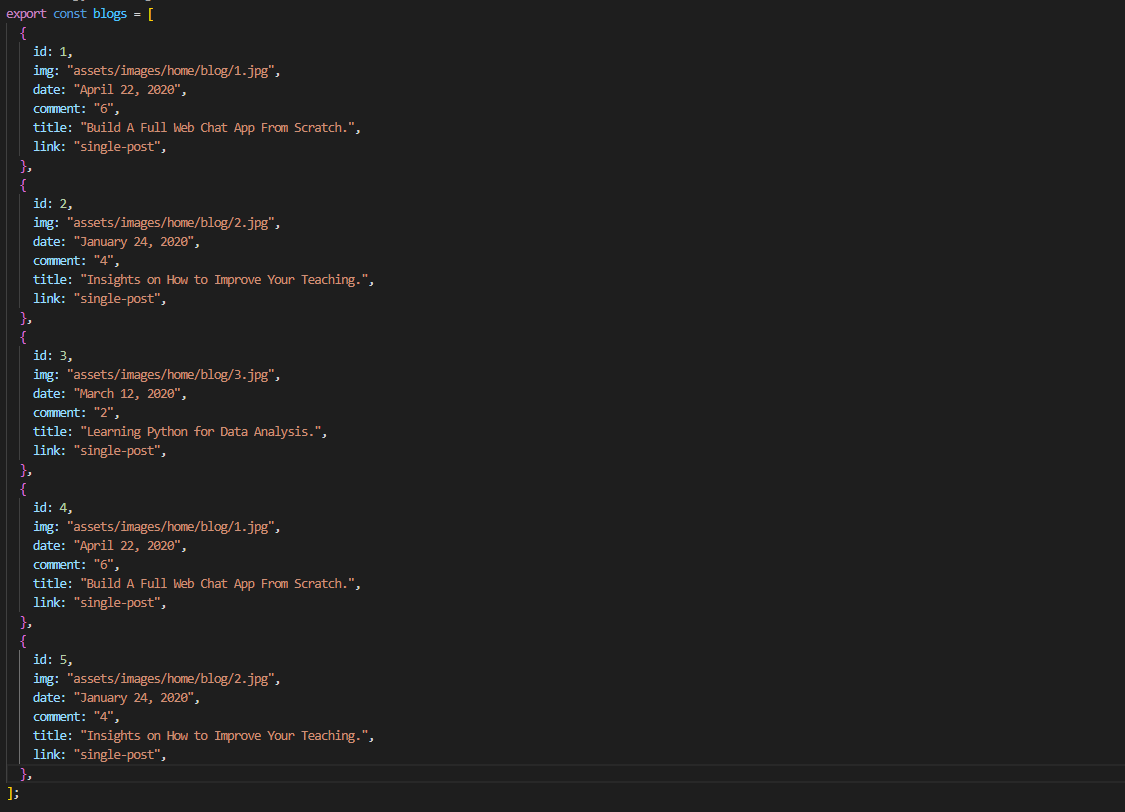 export const blogs = [
  {
    id: 1,
    img: "assets/images/home/blog/1.jpg",
    date: "April 22, 2020",
    comment: "6",
    title: "Build A Full Web Chat App From Scratch.",
    link: "single-post",
  },
  {
    id: 2,
    img: "assets/images/home/blog/2.jpg",
    date: "January 24, 2020",
    comment: "4",
    title: "Insights on How to Improve Your Teaching.",
    link: "single-post",
  },
  {
    id: 3,
    img: "assets/images/home/blog/3.jpg",
    date: "March 12, 2020",
    comment: "2",
    title: "Learning Python for Data Analysis.",
    link: "single-post",
  },
  {
    id: 4,
    img: "assets/images/home/blog/1.jpg",
    date: "April 22, 2020",
    comment: "6",
    title: "Build A Full Web Chat App From Scratch.",
    link: "single-post",
  },
  {
    id: 5,
    img: "assets/images/home/blog/2.jpg",
    date: "January 24, 2020",
    comment: "4",
    title: "Insights on How to Improve Your Teaching.",
    link: "single-post",
  },
];